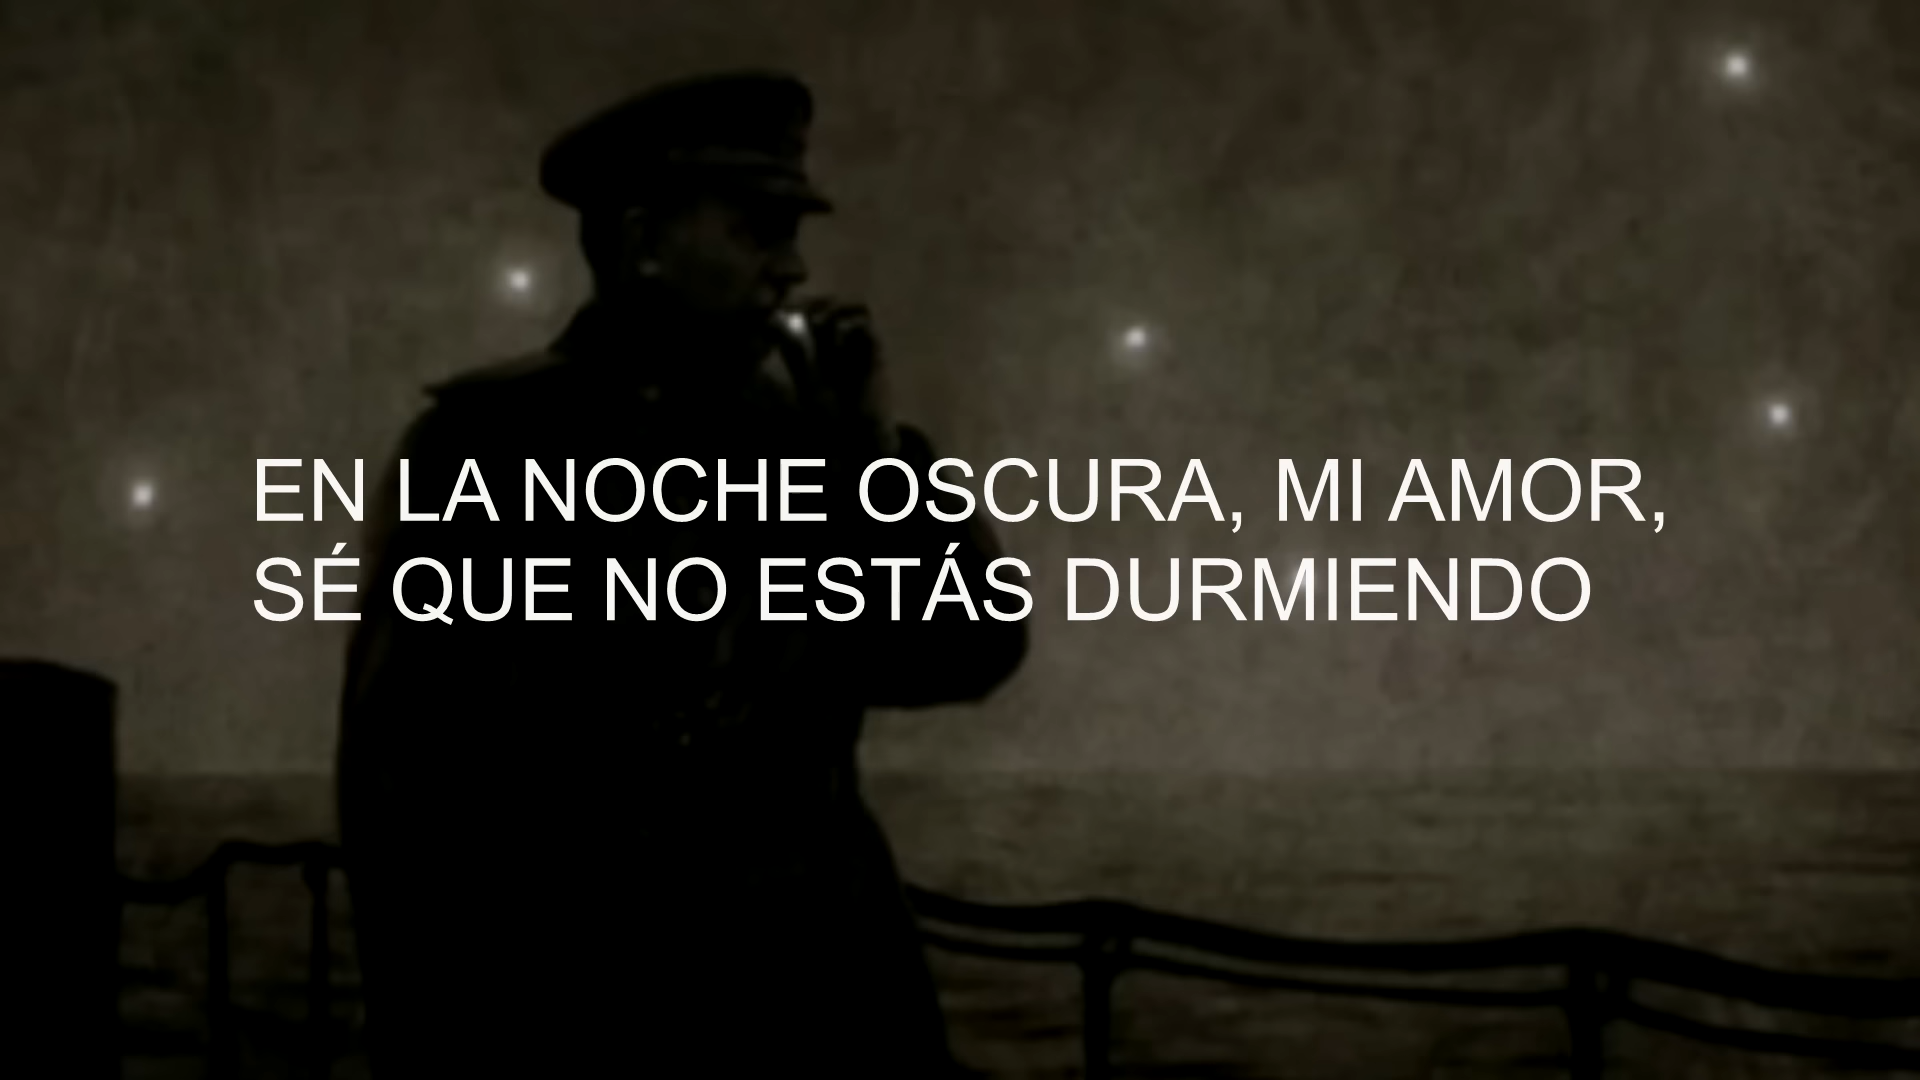 EN LA NOCHE OSCURA, MI AMOR,
SÉ QUE NO ESTÁS DURMIENDO